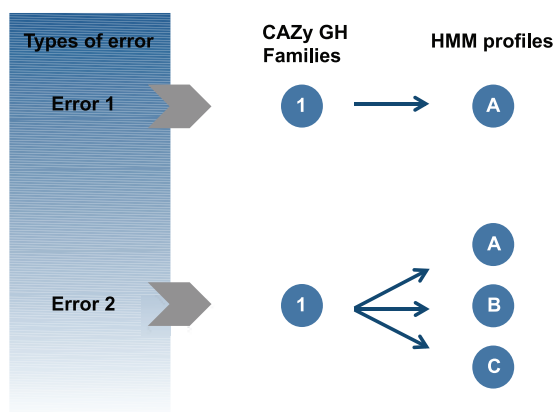 Types of error
CAZy GH
Families
HMM profiles
Error 1
1
A
Error 2
1
A
B
C